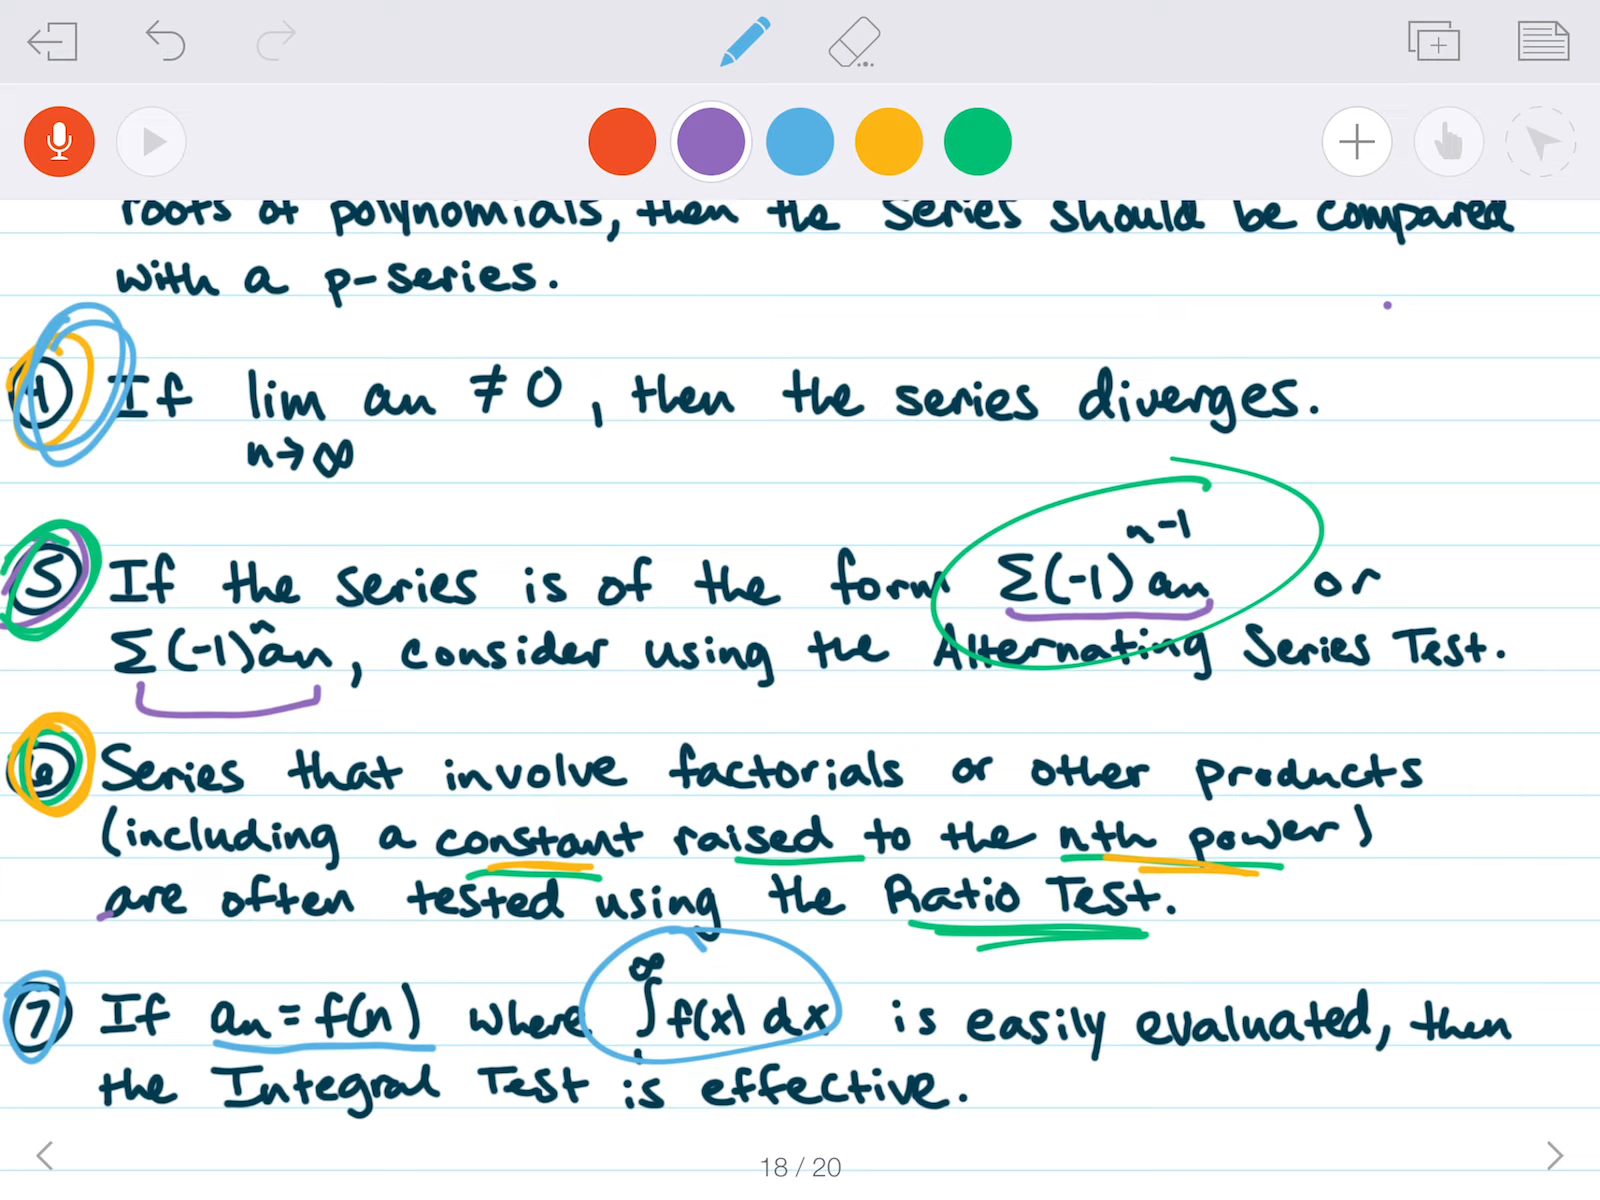 roots of polynomials, then the series should be compared
with a p-series.
④ If lim an ≠ 0, then the series diverges.
n→∞
n-1
⑤ If the series is of the form Σ(-1) an or
Σ(-1)ⁿan, consider using the Alternating Series Test.
⑥ Series that involve factorials or other products
(including a constant raised to the nth power)
are often tested using the Ratio Test.
∞
⑦ If an = f(n) where ∫f(x) dx is easily evaluated, then
1
the Integral Test is effective.
18 / 20